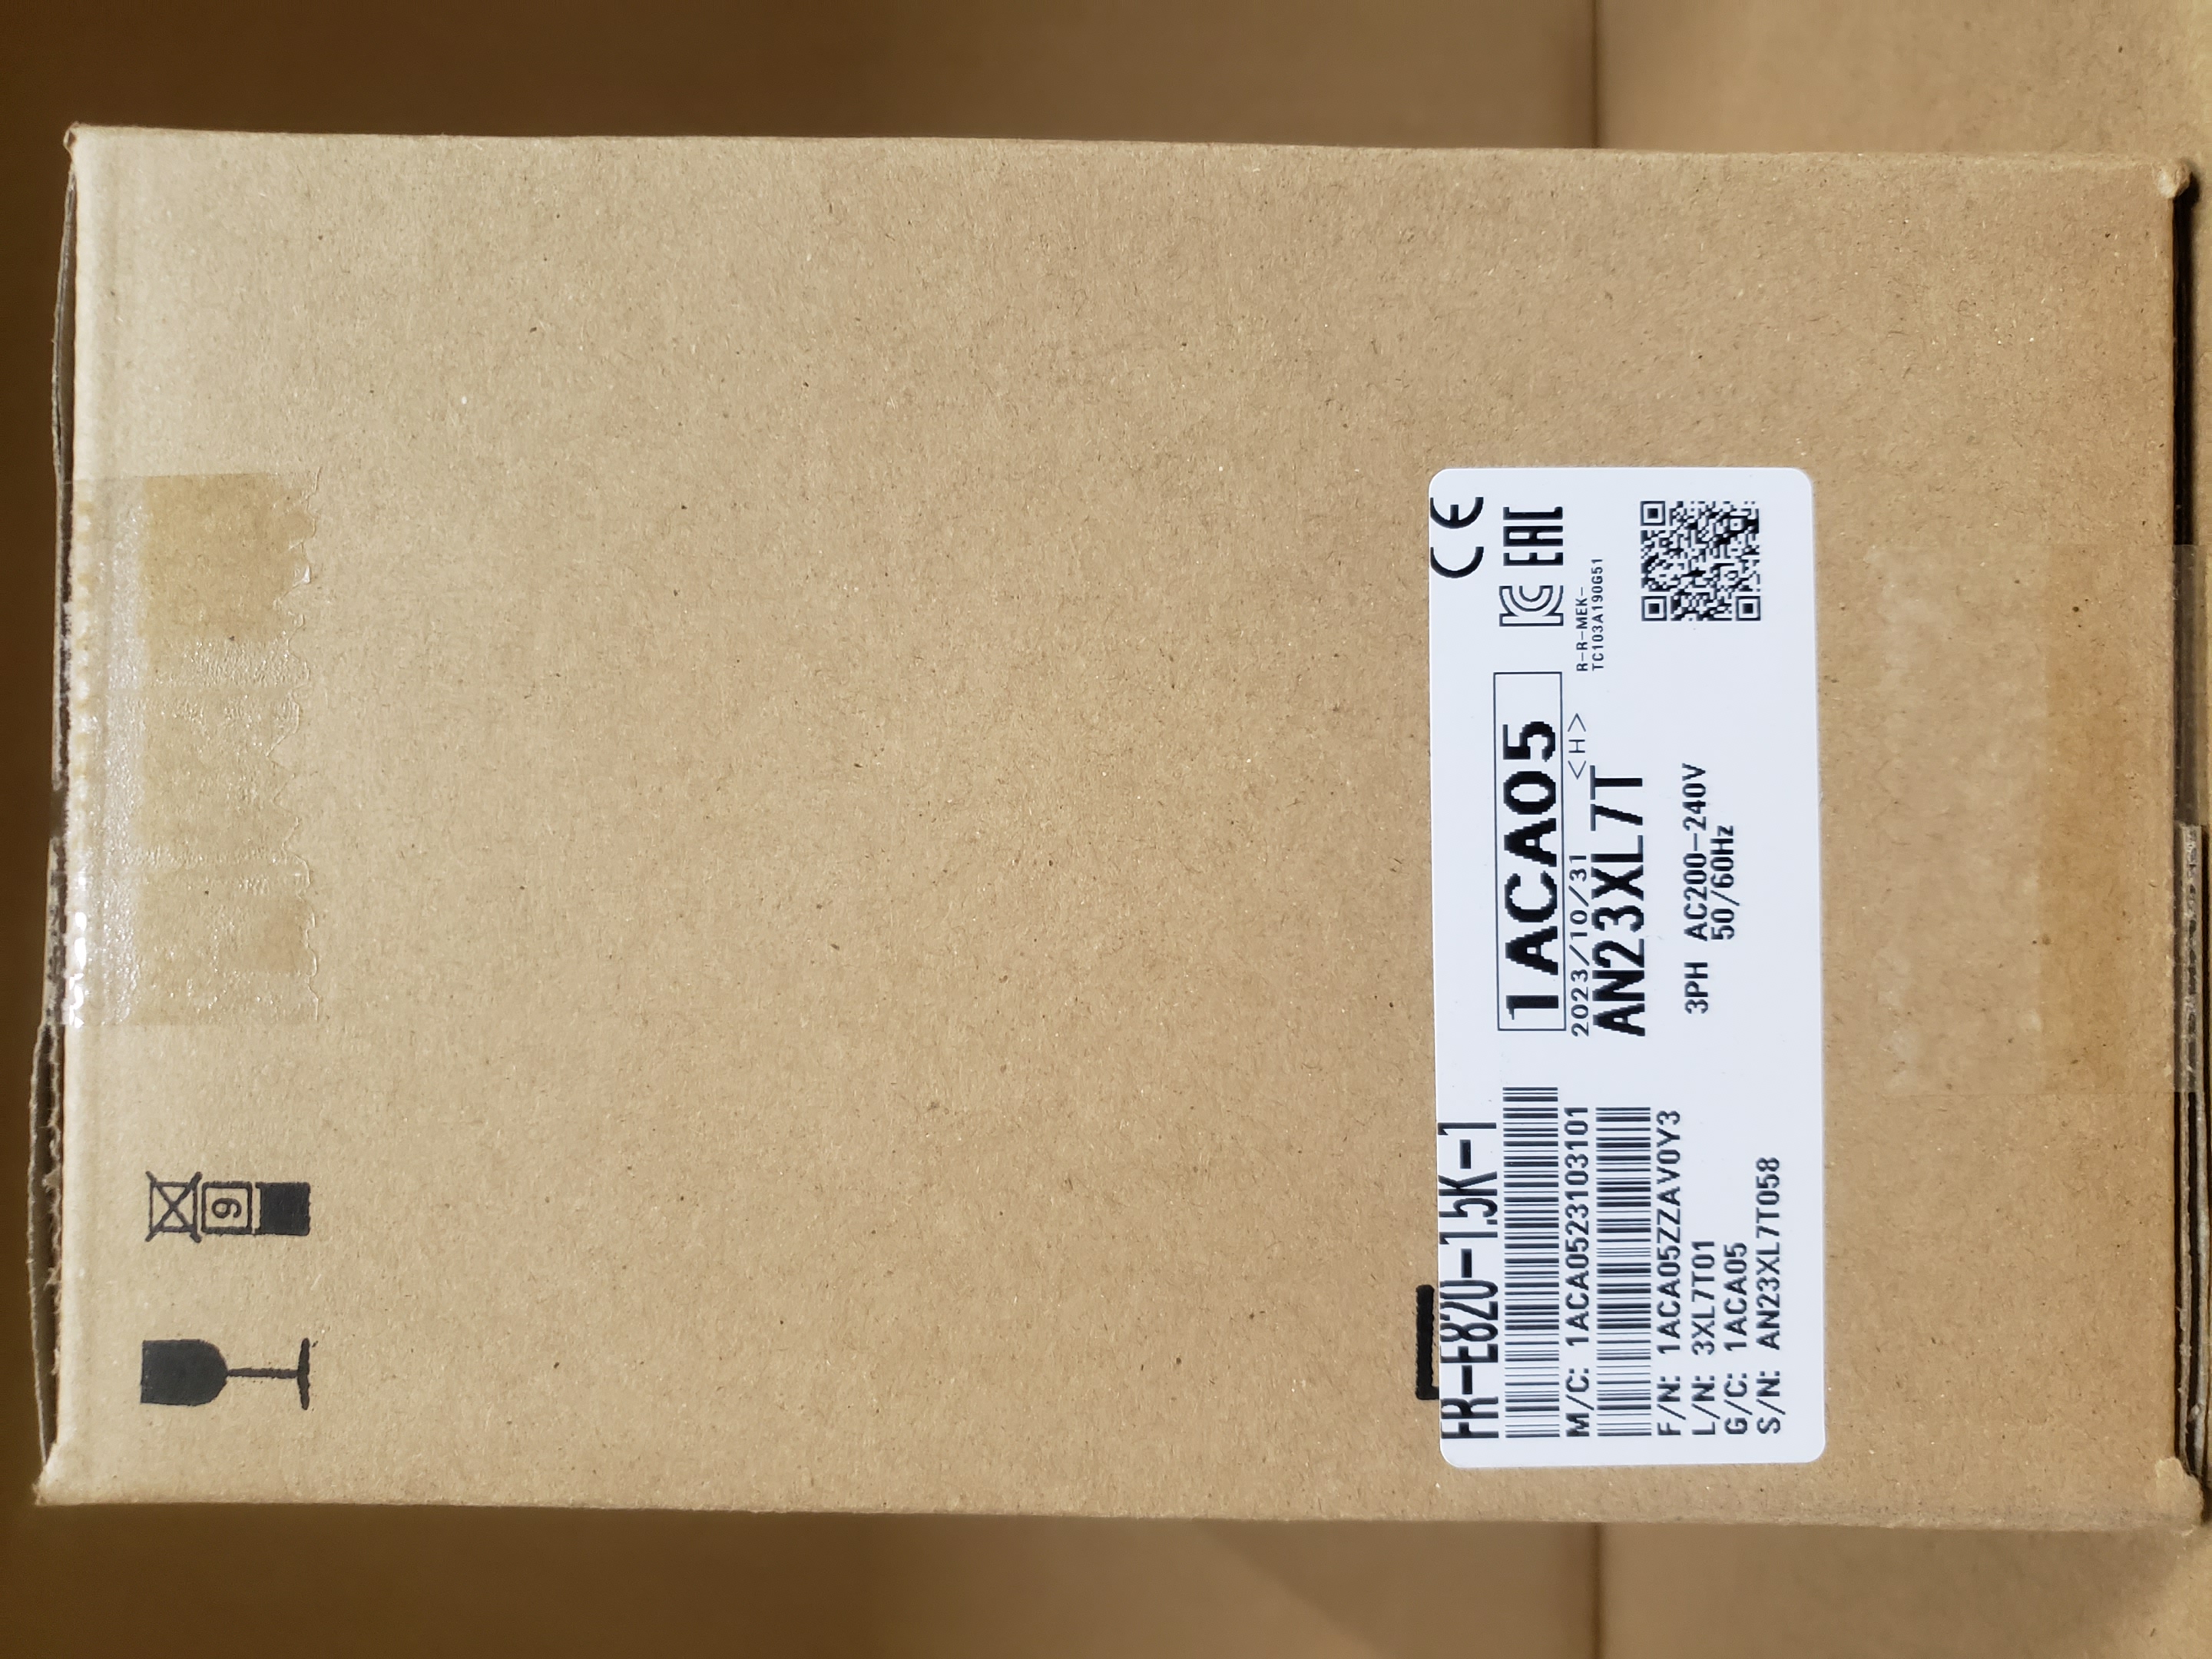 FR-E820-1.5K-1
M/C: 1ACA0523103101
F/N: 1ACA05ZZAV0Y3
L/N: 3XL7T01
G/C: 1ACA05
S/N: AN23XL7T058
1ACA05
2023/10/31 <H>
AN23XL7T
3PH AC200-240V
50/60Hz
CE
EAC
R-R-MEK-
TC103A190G51
9